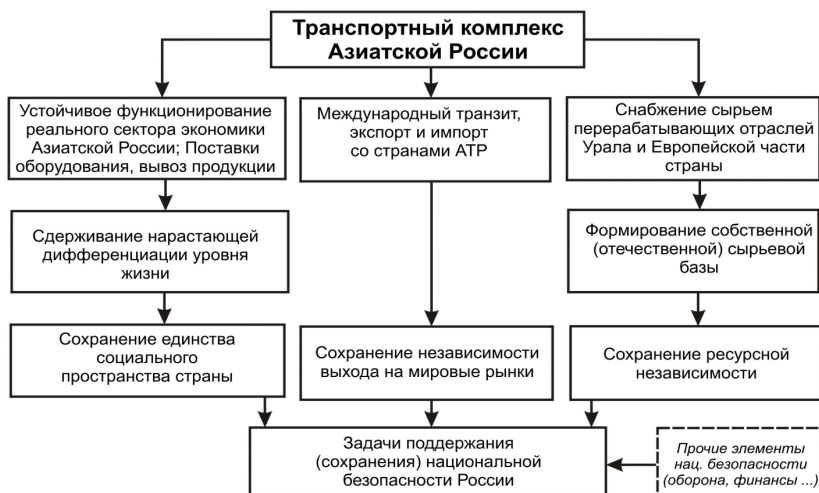 Транспортный комплекс
Азиатской России
Устойчивое функционирование
реального сектора экономики
Азиатской России; Поставки
оборудования, вывоз продукции
Международный транзит,
экспорт и импорт
со странами АТР
Снабжение сырьем
перерабатывающих отраслей
Урала и Европейской части
страны
Сдерживание нарастающей
дифференциации уровня
жизни
Формирование собственной
(отечественной) сырьевой
базы
Сохранение единства
социального
пространства страны
Сохранение независимости
выхода на мировые рынки
Сохранение ресурсной
независимости
Задачи поддержания
(сохранения) национальной
безопасности России
Прочие элементы
нац. безопасности
(оборона, финансы ...)